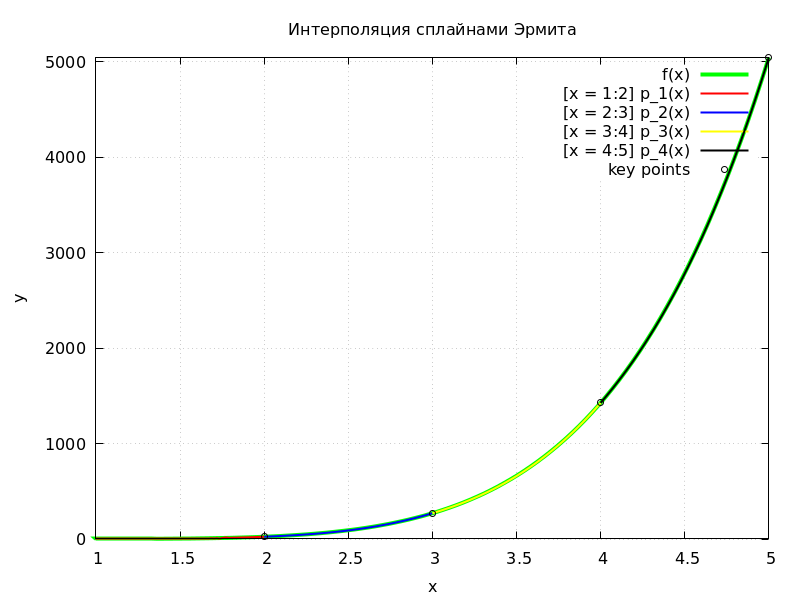 Интерполяция сплайнами Эрмита
f(x)
[x = 1:2] p_1(x)
[x = 2:3] p_2(x)
[x = 3:4] p_3(x)
[x = 4:5] p_4(x)
key points
5000
4000
3000
2000
1000
0
y
1 1.5 2 2.5 3 3.5 4 4.5 5
x